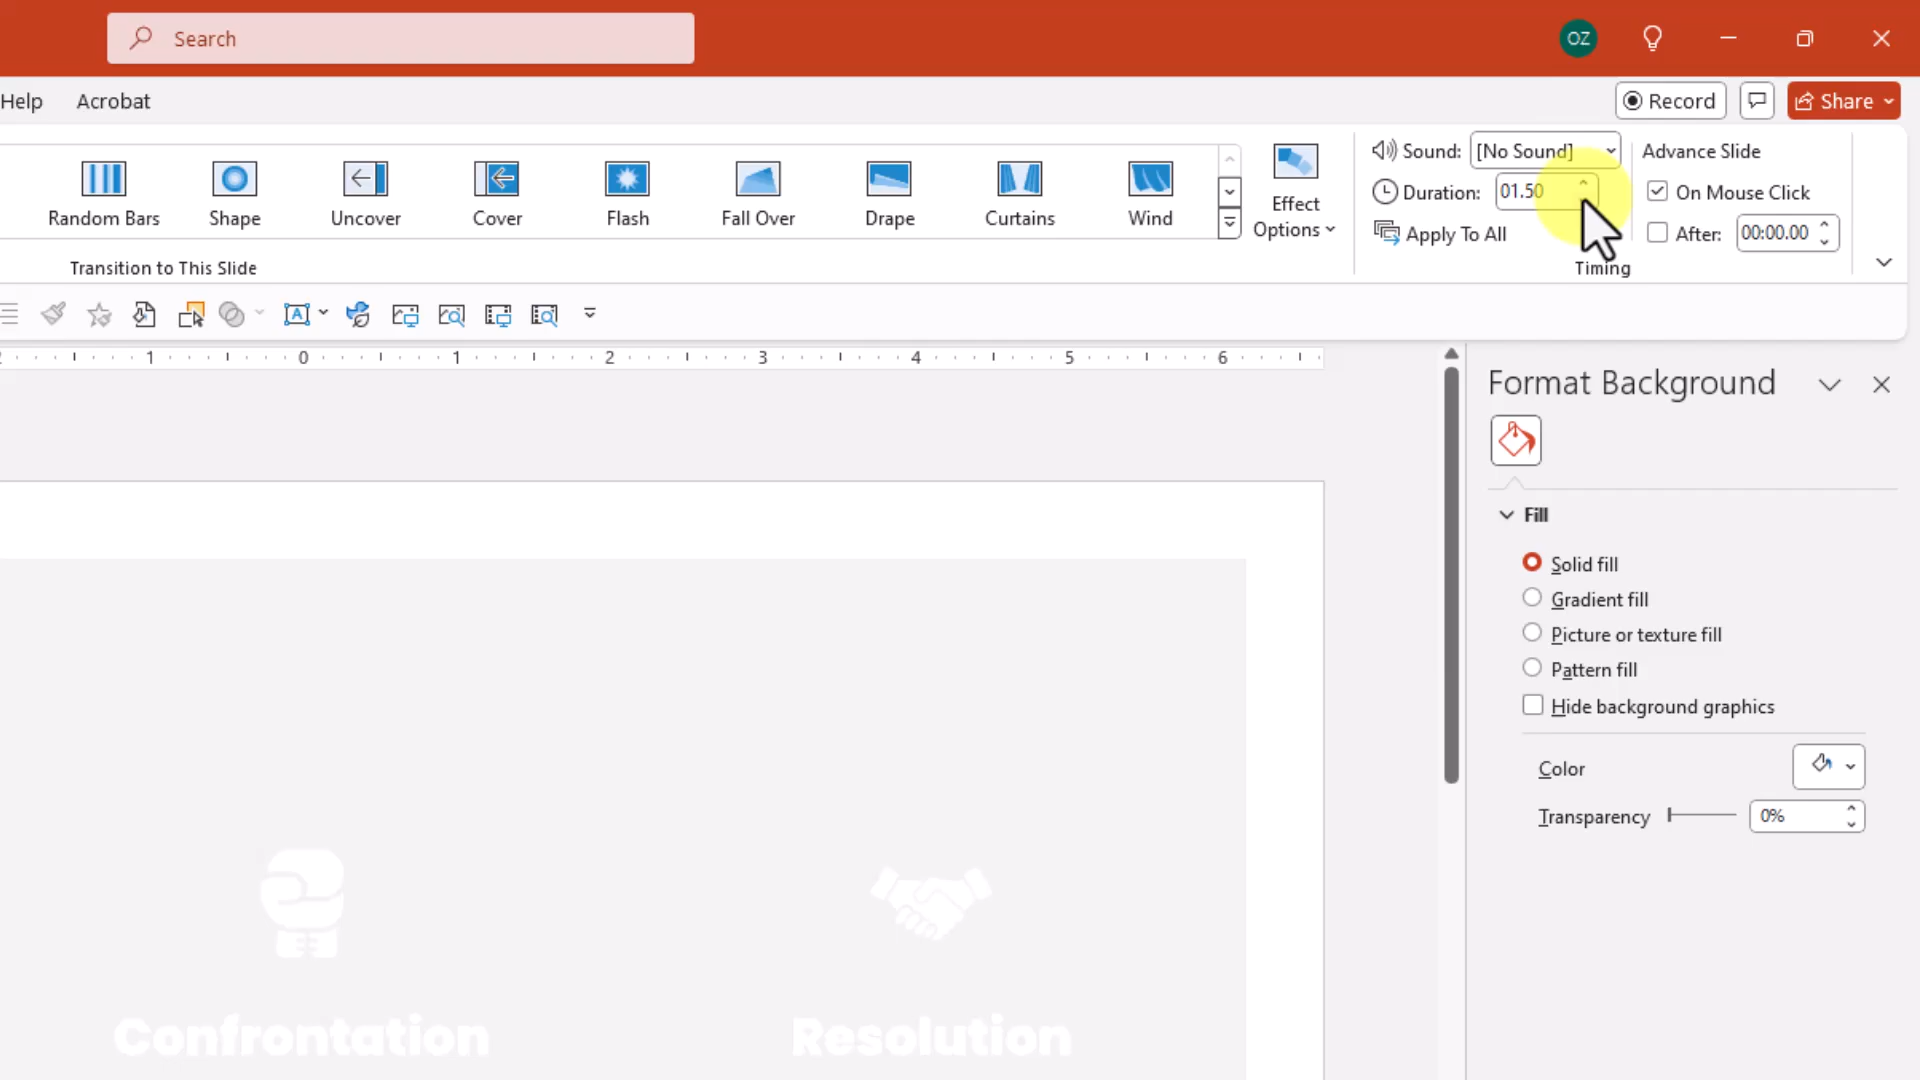 Search
OZ
Help Acrobat
Record Share
Random Bars Shape Uncover Cover Flash Fall Over Drape Curtains Wind
Effect
Options
Transition to This Slide
Sound: [No Sound]
Duration: 01.50
Apply To All
Advance Slide
On Mouse Click
After: 00:00.00
Timing
A
1 0 1 2 3 4 5 6
Format Background
Fill
Solid fill
Gradient fill
Picture or texture fill
Pattern fill
Hide background graphics
Color
Transparency 0%
Confrontation
Resolution